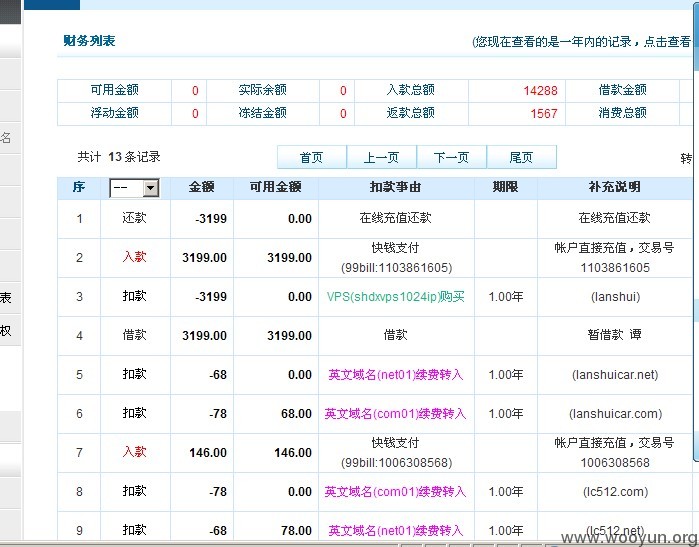 财务列表 (您现在查看的是一年内的记录，点击查看
可用金额 0 实际余额 0 入款总额 14288 借款金额
浮动金额 0 冻结金额 0 返款总额 1567 消费总额
名
共计 13 条记录 首页 上一页 下一页 尾页 转
序 -- 金额 可用金额 扣款事由 期限 补充说明
1 还款 -3199 0.00 在线充值还款 在线充值还款
2 入款 3199.00 3199.00 快钱支付 (99bill:1103861605) 帐户直接充值，交易号 1103861605
表
3 扣款 -3199 0.00 VPS(shdxvps1024ip)购买 1.00年 (lanshui)
权
4 借款 3199.00 3199.00 借款 暂借款 谭
5 扣款 -68 0.00 英文域名(net01)续费转入 1.00年 (lanshuicar.net)
6 扣款 -78 68.00 英文域名(com01)续费转入 1.00年 (lanshuicar.com)
7 入款 146.00 146.00 快钱支付 (99bill:1006308568) 帐户直接充值，交易号 1006308568
8 扣款 -78 0.00 英文域名(com01)续费转入 1.00年 (lc512.com)
9 扣款 -68 78.00 英文域名(net01)续费转入 1.00年 (lc512.net)
www.wooyun.org